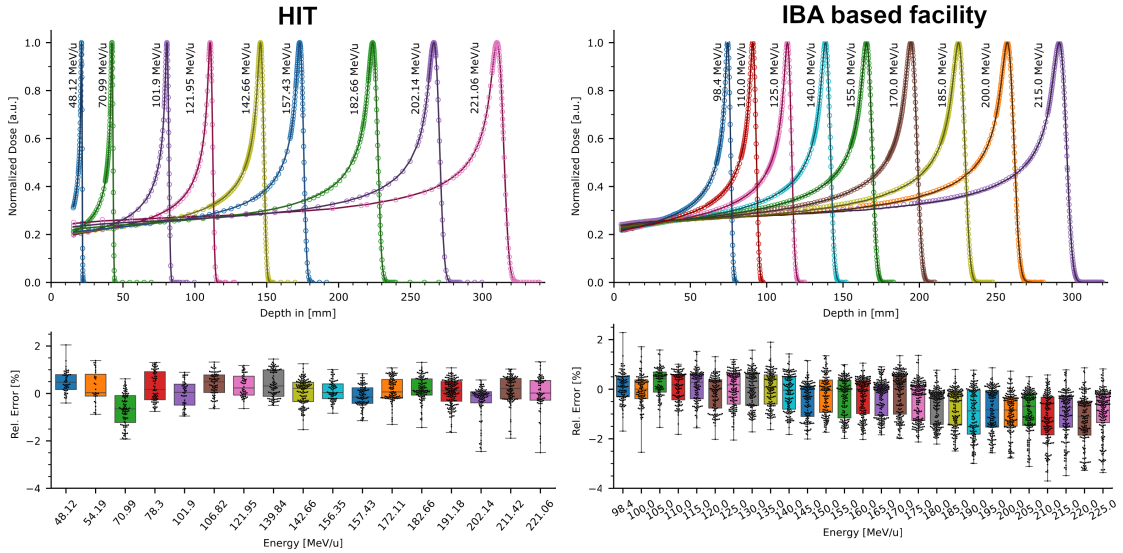 HIT
IBA based facility
Normalized Dose [a.u.]
1.0
0.8
0.6
0.4
0.2
0.0
48.12 MeV/u
70.99 MeV/u
101.9 MeV/u
121.95 MeV/u
142.66 MeV/u
157.43 MeV/u
182.66 MeV/u
202.14 MeV/u
221.06 MeV/u
0 50 100 150 200 250 300
Depth in [mm]
Normalized Dose [a.u.]
1.0
0.8
0.6
0.4
0.2
0.0
98.4 MeV/u
110.0 MeV/u
125.0 MeV/u
140.0 MeV/u
155.0 MeV/u
170.0 MeV/u
185.0 MeV/u
200.0 MeV/u
215.0 MeV/u
0 50 100 150 200 250 300
Depth in [mm]
Rel. Error [%]
2
0
−2
−4
48.12 54.19 70.99 78.3 101.9 106.82 121.95 139.84 142.66 156.35 157.43 172.11 182.66 191.18 202.14 211.42 221.06
Energy [MeV/u]
Rel. Error [%]
2
0
−2
−4
98.4 100.0 105.0 110.0 115.0 120.0 125.0 130.0 135.0 140.0 145.0 150.0 155.0 160.0 165.0 170.0 175.0 180.0 185.0 190.0 195.0 200.0 205.0 210.0 215.0 220.0 225.0
Energy [MeV/u]